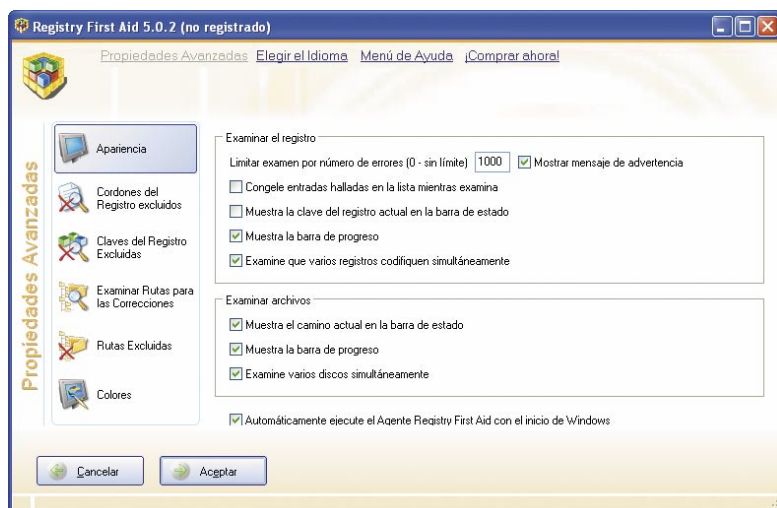 Registry First Aid 5.0.2 (no registrado)
Propiedades Avanzadas Elegir el Idioma Menú de Ayuda ¡Comprar ahora!
Propiedades Avanzadas
Apariencia
Cordones del
Registro excluidos
Claves del Registro
Excluidas
Examinar Rutas para
las Correcciones
Rutas Excluidas
Colores
Examinar el registro
Limitar examen por número de errores (0 - sin límite) 1000 Mostrar mensaje de advertencia
Congele entradas halladas en la lista mientras examina
Muestra la clave del registro actual en la barra de estado
Muestra la barra de progreso
Examine que varios registros codifiquen simultáneamente
Examinar archivos
Muestra el camino actual en la barra de estado
Muestra la barra de progreso
Examine varios discos simultáneamente
Automáticamente ejecute el Agente Registry First Aid con el inicio de Windows
Cancelar Aceptar